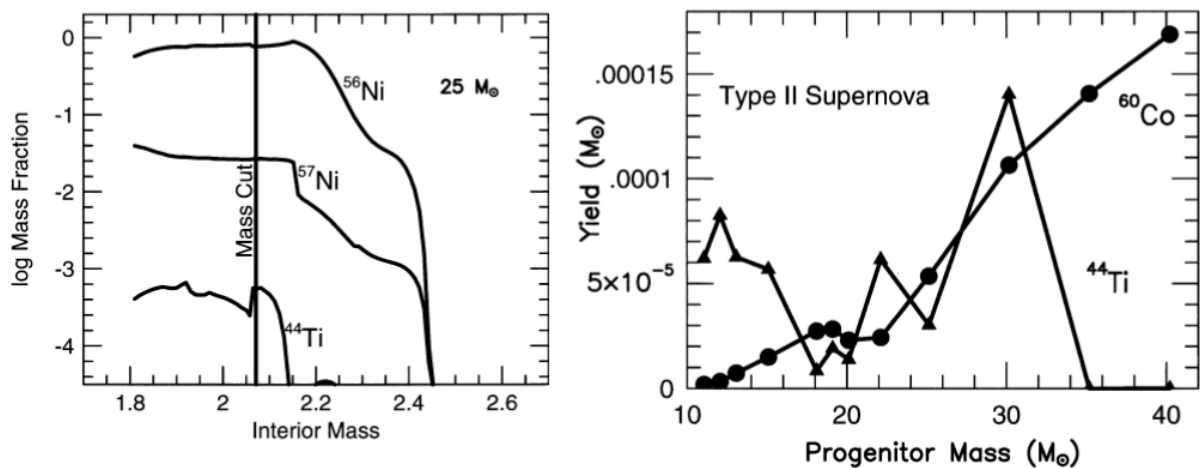 0
-1
-2
-3
-4
log Mass Fraction
1.8
2
2.2
2.4
2.6
Interior Mass
25 M⊙
⁵⁶Ni
⁵⁷Ni
⁴⁴Ti
Mass Cut
.00015
.0001
5×10⁻⁵
0
Yield (M⊙)
10
20
30
40
Progenitor Mass (M⊙)
Type II Supernova
⁶⁰Co
⁴⁴Ti